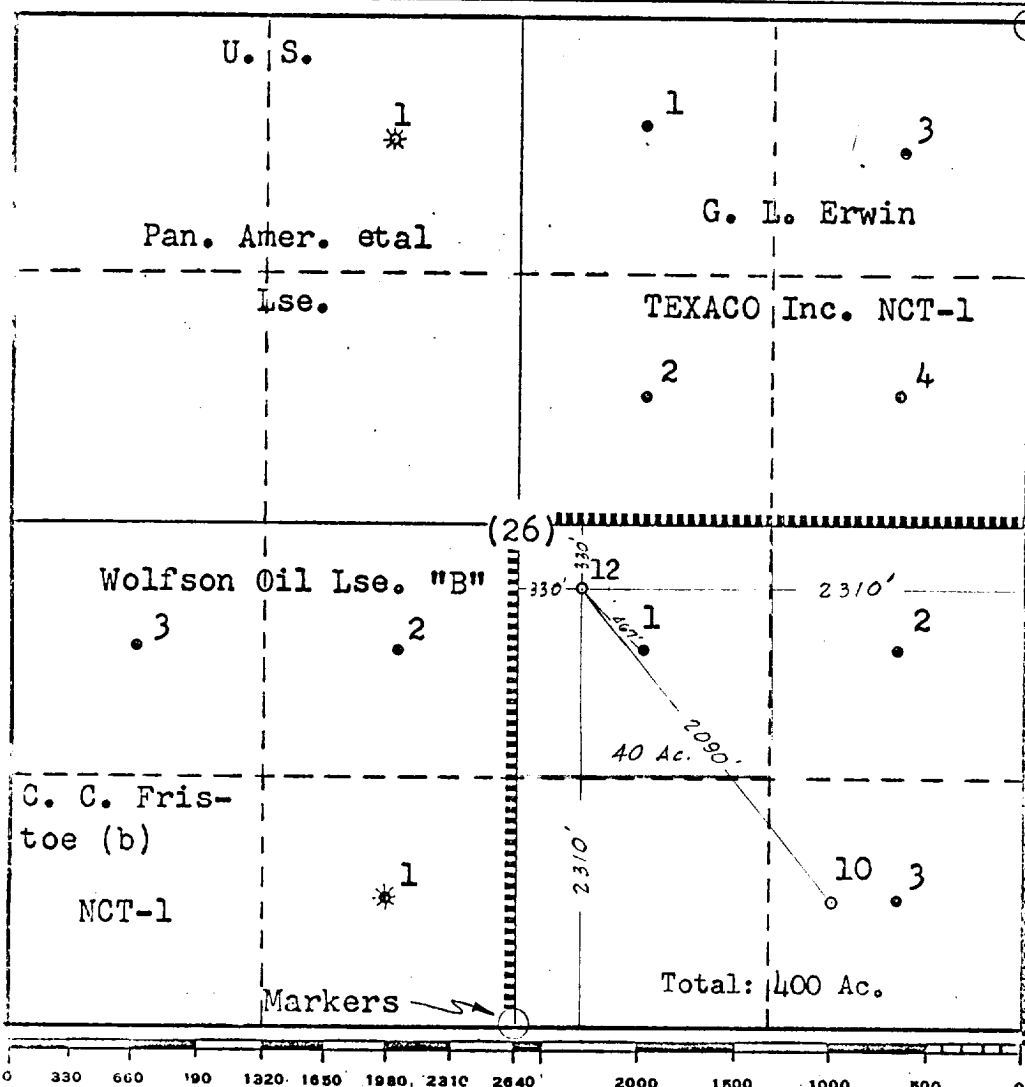 U. S.
1
1
3
G. L. Erwin
Pan. Amer. etal
Lse.
TEXACO Inc. NCT-1
2
4
(26)
330'
Wolfson Oil Lse. "B"
330'
12
2310'
467'
3
2
1
2
2090
40 Ac.
C. C. Fris-
toe (b)
2310'
1
10
3
NCT-1
Total: 400 Ac.
Markers
0 330 660 990 1320 1650 1980 2310 2640 2000 1500 1000 500 0